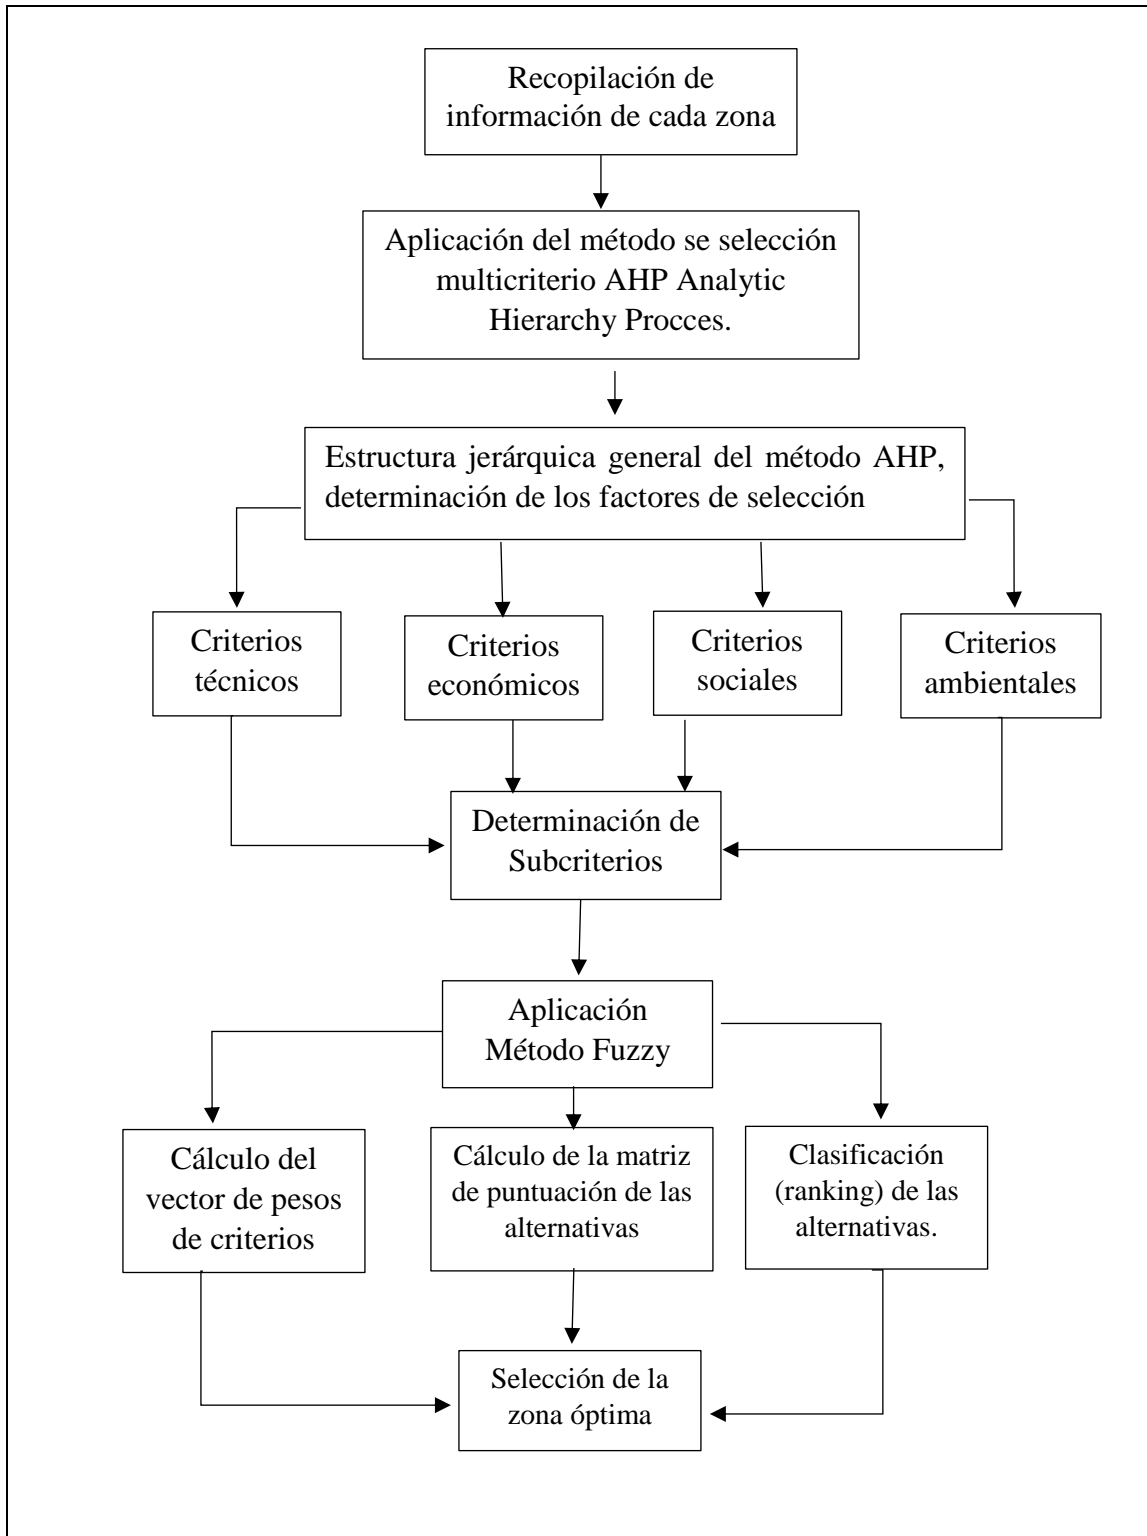 Recopilación de
información de cada zona
Aplicación del método se selección
multicriterio AHP Analytic
Hierarchy Procces.
Estructura jerárquica general del método AHP,
determinación de los factores de selección
Criterios
técnicos
Criterios
económicos
Criterios
sociales
Criterios
ambientales
Determinación de
Subcriterios
Aplicación
Método Fuzzy
Cálculo del
vector de pesos
de criterios
Cálculo de la matriz
de puntuación de las
alternativas
Clasificación
(ranking) de las
alternativas.
Selección de la
zona óptima